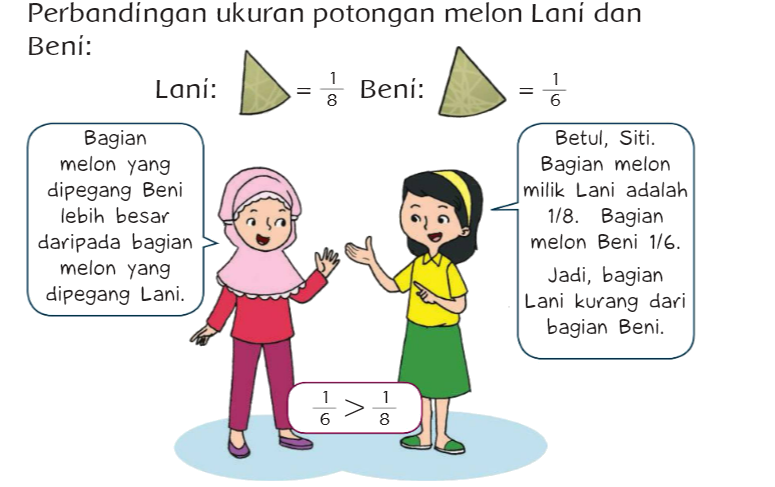 Perbandingan ukuran potongan melon Lani dan
Beni:
Lani: = 1/8 Beni: = 1/6
Bagian
melon yang
dipegang Beni
lebih besar
daripada bagian
melon yang
dipegang Lani.
Betul, Siti.
Bagian melon
milik Lani adalah
1/8. Bagian
melon Beni 1/6.
Jadi, bagian
Lani kurang dari
bagian Beni.
1/6 > 1/8